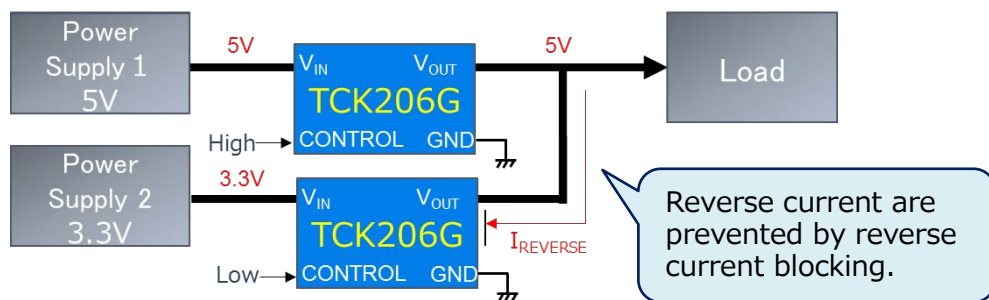 Power
Supply 1
5V
5V
VIN
VOUT
TCK206G
CONTROL
GND
High
5V
Load
Power
Supply 2
3.3V
3.3V
VIN
VOUT
TCK206G
CONTROL
GND
Low
IREVERSE
Reverse current are
prevented by reverse
current blocking.